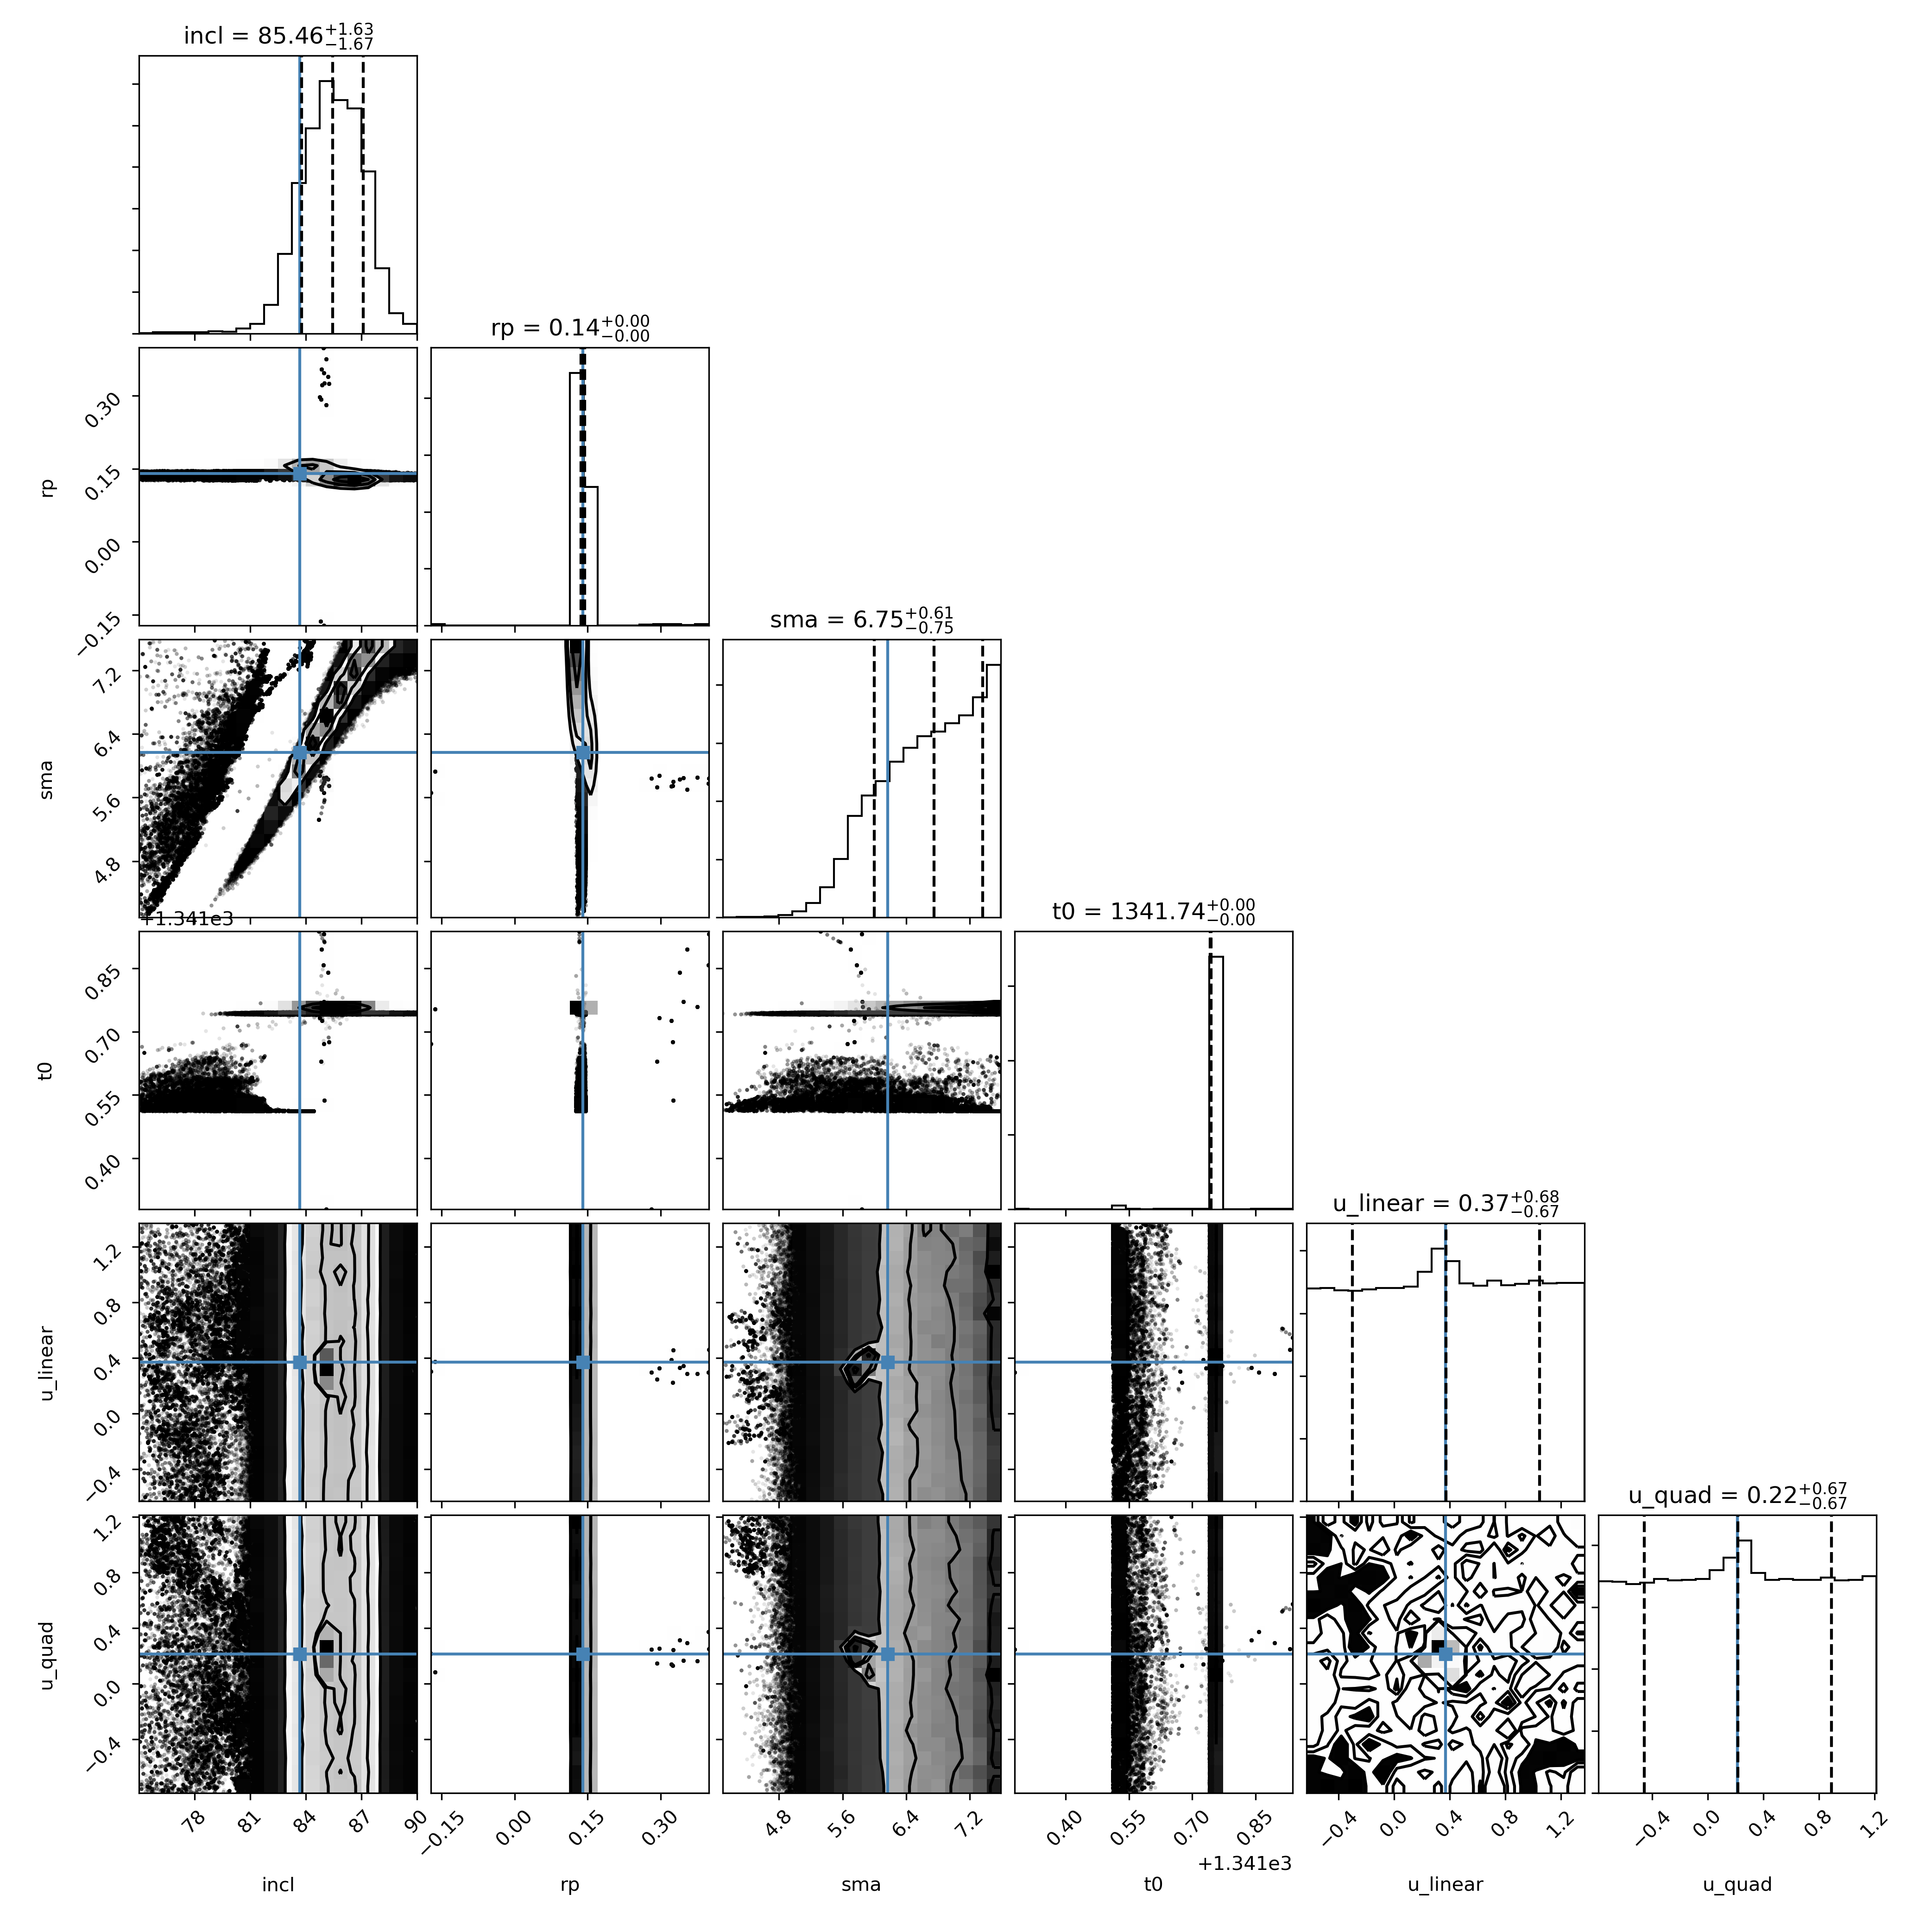 incl = 85.46 +1.63 −1.67
rp = 0.14 +0.00 −0.00
0.30
0.15
0.00
−0.15
rp
sma = 6.75 +0.61 −0.75
7.2
6.4
5.6
4.8
sma
+1.341e3
t0 = 1341.74 +0.00 −0.00
0.85
0.70
0.55
0.40
t0
u_linear = 0.37 +0.68 −0.67
1.2
0.8
0.4
0.0
−0.4
u_linear
u_quad = 0.22 +0.67 −0.67
1.2
0.8
0.4
0.0
−0.4
u_quad
78 81 84 87 90
−0.15 0.00 0.15 0.30
4.8 5.6 6.4 7.2
0.40 0.55 0.70 0.85
−0.4 0.0 0.4 0.8 1.2
−0.4 0.0 0.4 0.8 1.2
+1.341e3
incl rp sma t0 u_linear u_quad